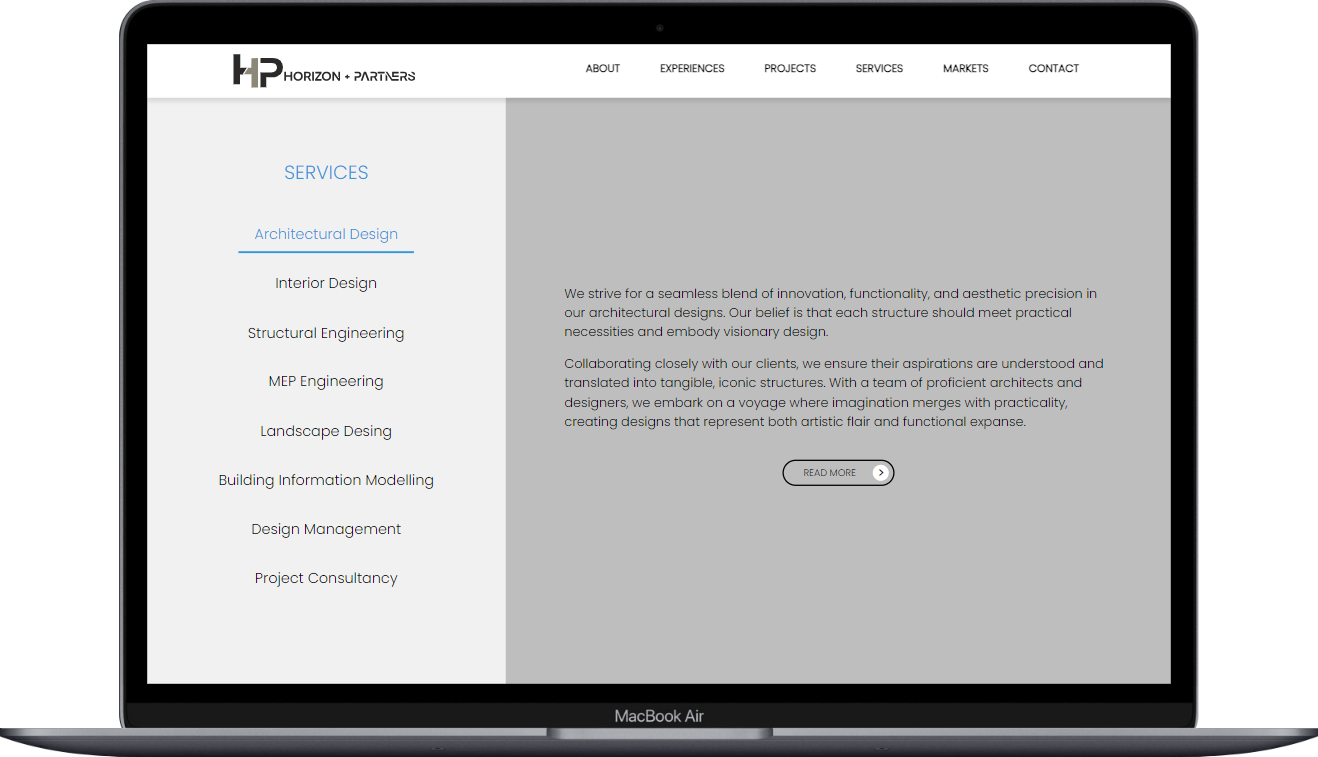 HP HORIZON + PARTNERS
ABOUT EXPERIENCES PROJECTS SERVICES MARKETS CONTACT
SERVICES
Architectural Design
Interior Design
Structural Engineering
MEP Engineering
Landscape Desing
Building Information Modelling
Design Management
Project Consultancy
We strive for a seamless blend of innovation, functionality, and aesthetic precision in
our architectural designs. Our belief is that each structure should meet practical
necessities and embody visionary design.
Collaborating closely with our clients, we ensure their aspirations are understood and
translated into tangible, iconic structures. With a team of proficient architects and
designers, we embark on a voyage where imagination merges with practicality,
creating designs that represent both artistic flair and functional expanse.
READ MORE
MacBook Air